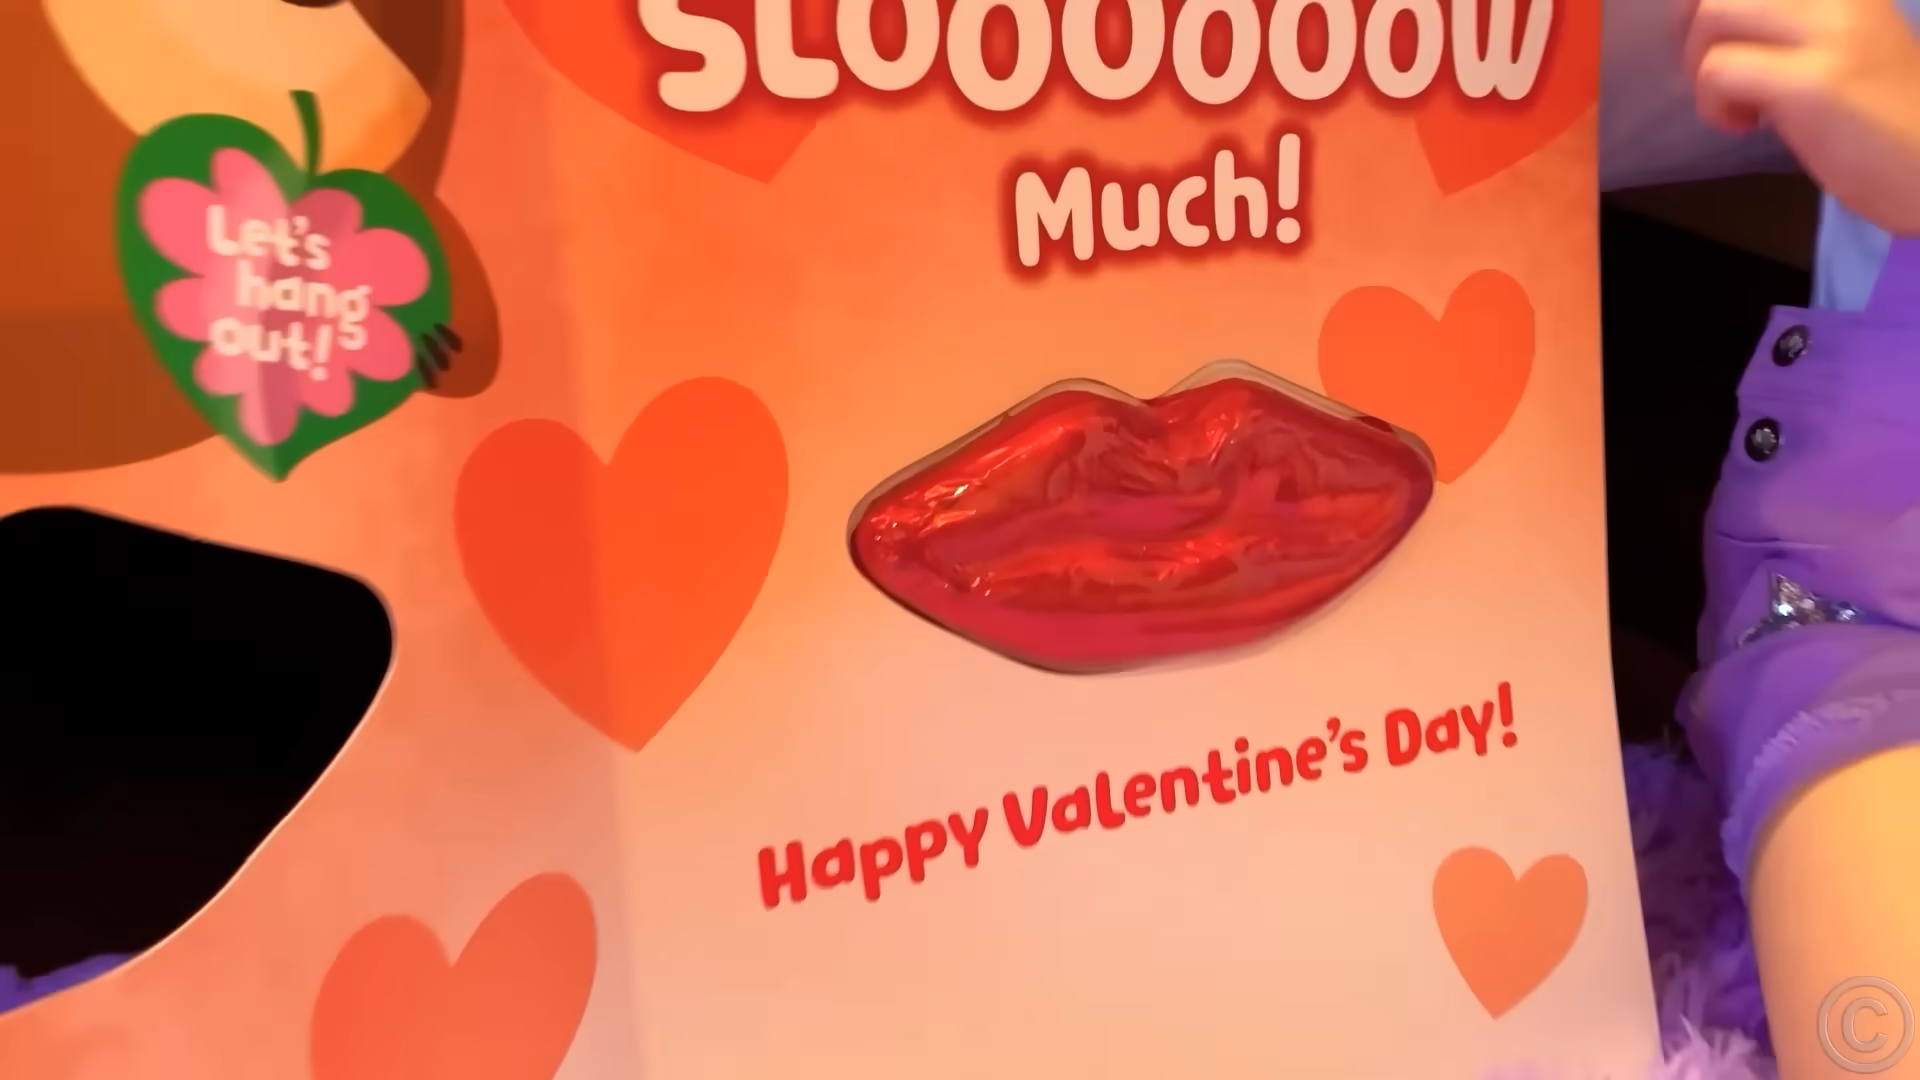 Let's
hang
out!
SLOOOOOOW
Much!
Happy Valentine's Day!
©